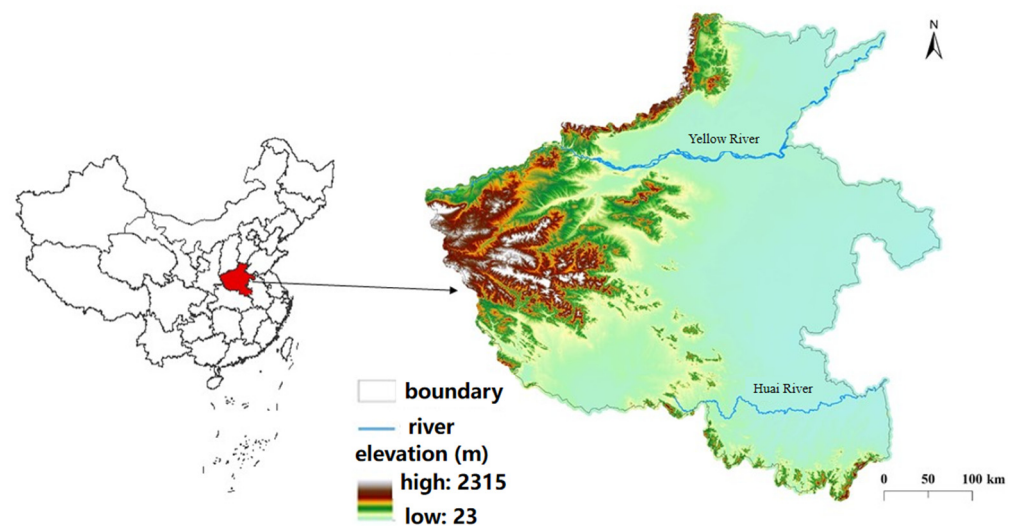 N
Yellow River
Huai River
boundary
river
elevation (m)
high: 2315
low: 23
0 50 100 km